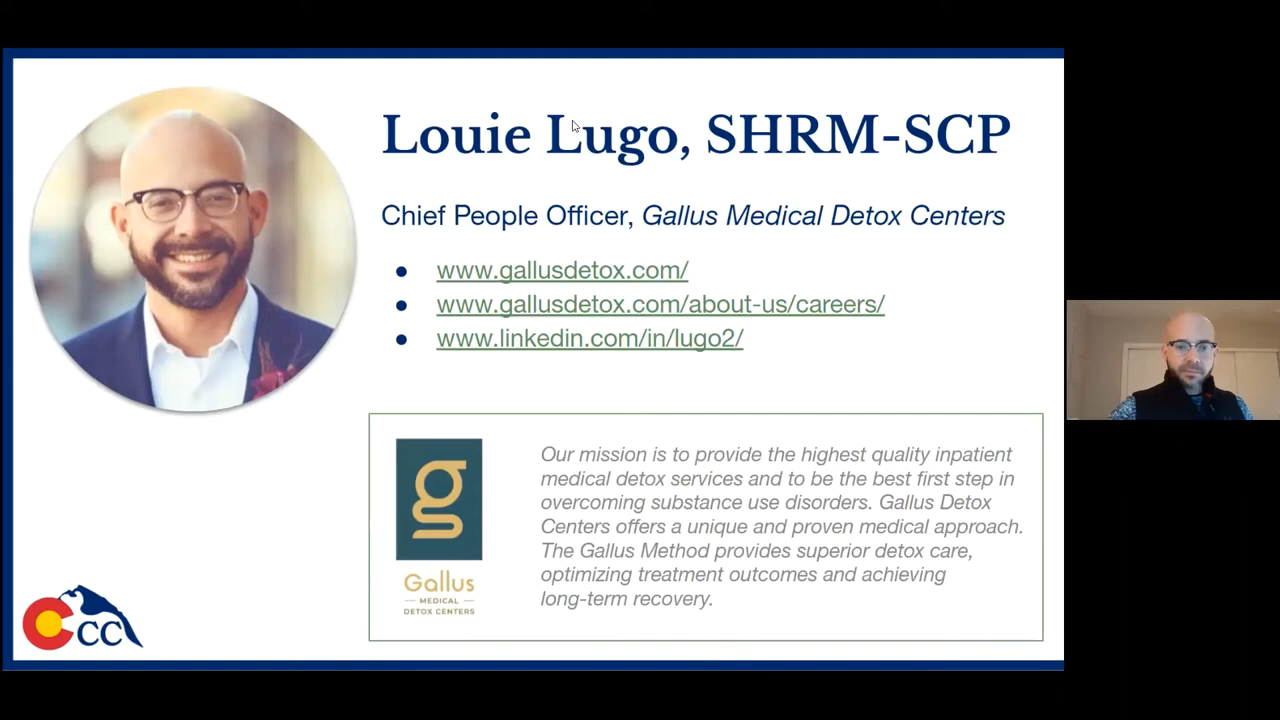 Louie Lugo, SHRM-SCP
Chief People Officer, Gallus Medical Detox Centers
● www.gallusdetox.com/
● www.gallusdetox.com/about-us/careers/
● www.linkedin.com/in/lugo2/
g
Gallus
MEDICAL
DETOX CENTERS
Our mission is to provide the highest quality inpatient
medical detox services and to be the best first step in
overcoming substance use disorders. Gallus Detox
Centers offers a unique and proven medical approach.
The Gallus Method provides superior detox care,
optimizing treatment outcomes and achieving
long-term recovery.
CCC